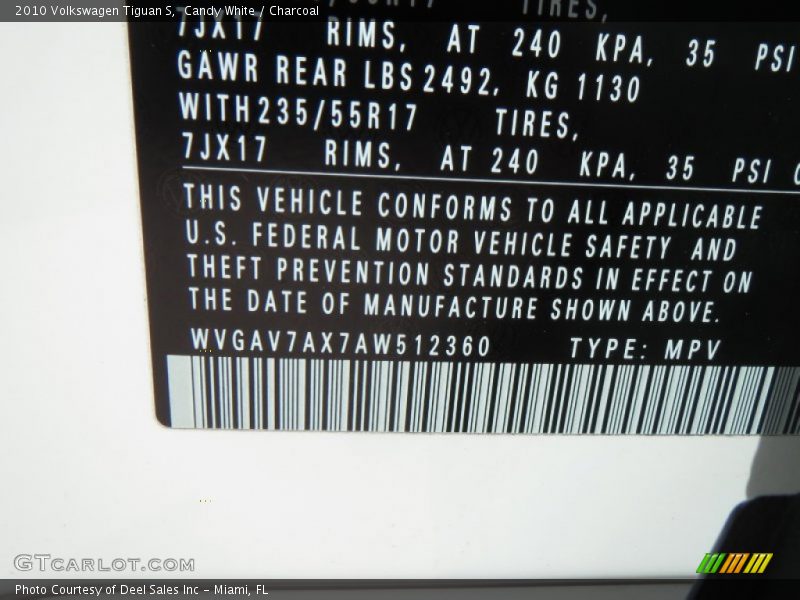 2010 Volkswagen Tiguan S, Candy White / Charcoal
TIRES,
7JX17 RIMS, AT 240 KPA, 35 PSI
GAWR REAR LBS 2492, KG 1130
WITH 235/55R17 TIRES,
7JX17 RIMS, AT 240 KPA, 35 PSI
THIS VEHICLE CONFORMS TO ALL APPLICABLE
U.S. FEDERAL MOTOR VEHICLE SAFETY AND
THEFT PREVENTION STANDARDS IN EFFECT ON
THE DATE OF MANUFACTURE SHOWN ABOVE.
WVGAV7AX7AW512360 TYPE: MPV
GTCARLOT.COM
Photo Courtesy of Deel Sales Inc - Miami, FL